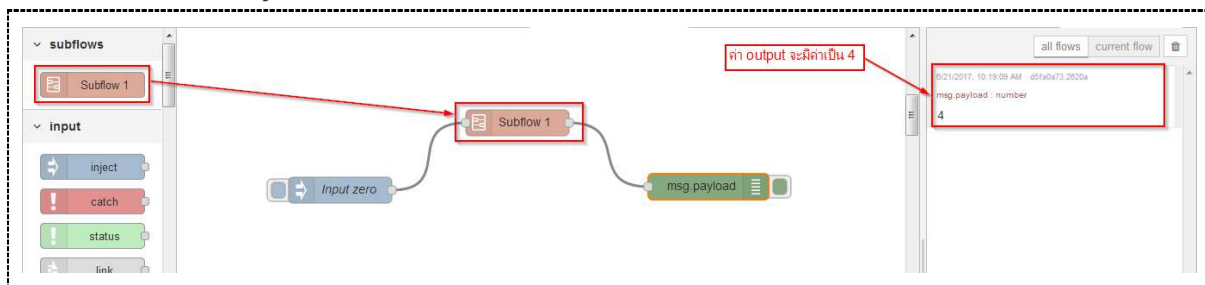 subflows
Subflow 1
input
inject
catch
status
link
Input zero
Subflow 1
msg.payload
ค่า output จะมีค่าเป็น 4
all flows
current flow
6/21/2017, 10:19:09 AM d5fa0a73.2620a
msg.payload : number
4